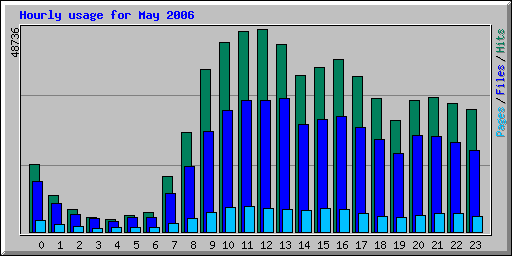 Hourly usage for May 2006
48736
Pages / Files / Hits
0 1 2 3 4 5 6 7 8 9 10 11 12 13 14 15 16 17 18 19 20 21 22 23